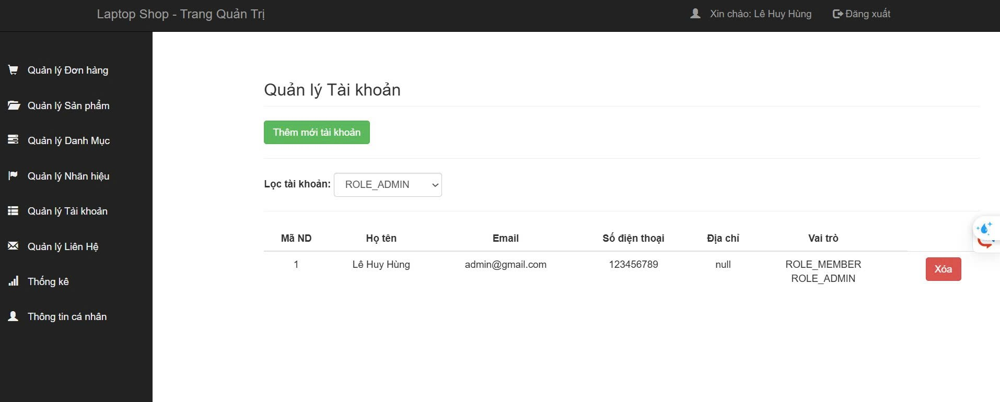 Laptop Shop - Trang Quản Trị
Xin chào: Lê Huy Hùng
Đăng xuất
Quản lý Đơn hàng
Quản lý Sản phẩm
Quản lý Danh Mục
Quản lý Nhãn hiệu
Quản lý Tài khoản
Quản lý Liên Hệ
Thống kê
Thông tin cá nhân
Quản lý Tài khoản
Thêm mới tài khoản
Lọc tài khoản: ROLE_ADMIN
Mã ND Họ tên Email Số điện thoại Địa chỉ Vai trò
1 Lê Huy Hùng admin@gmail.com 123456789 null ROLE_MEMBER
ROLE_ADMIN
Xóa